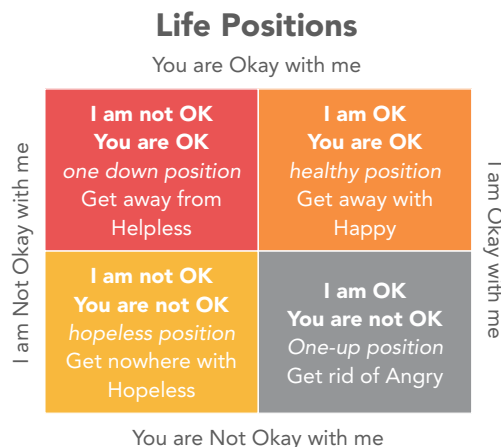 Life Positions
You are Okay with me
I am Not Okay with me
I am not OK
You are OK
one down position
Get away from
Helpless
I am OK
You are OK
healthy position
Get away with
Happy
I am Okay with me
I am not OK
You are not OK
hopeless position
Get nowhere with
Hopeless
I am OK
You are not OK
One-up position
Get rid of Angry
You are Not Okay with me